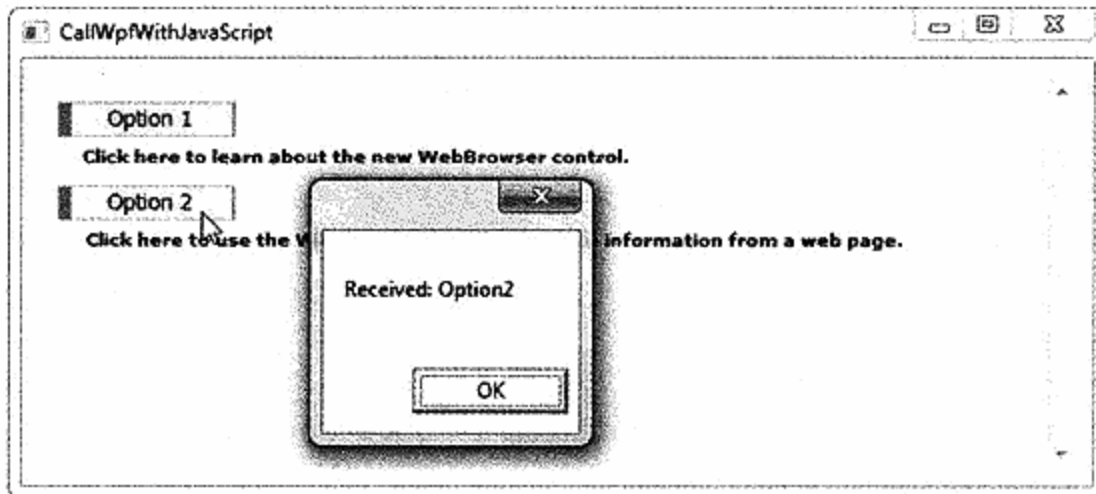 CallWpfWithJavaScript
Option 1
Click here to learn about the new WebBrowser control.
Option 2
Click here to use the W
information from a web page.
Received: Option2
OK